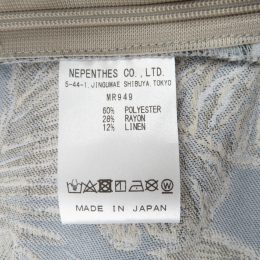 NEPENTHES CO., LTD.
5-44-1, JINGUMAE SHIBUYA, TOKYO
MR949
60% POLYESTER
28% RAYON
12% LINEN
MADE IN JAPAN